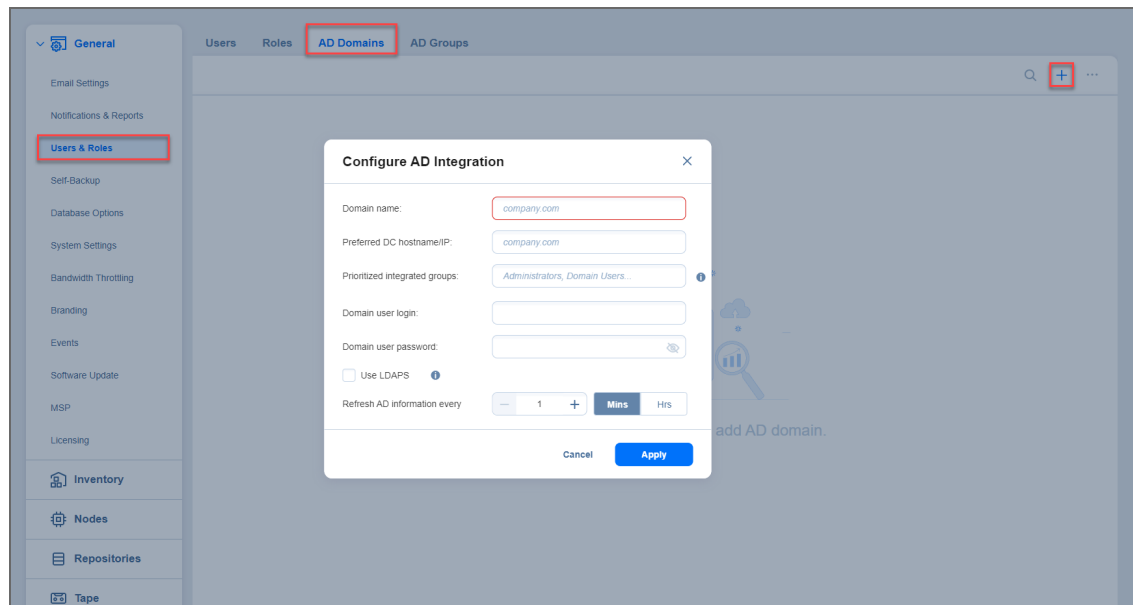 General
Users Roles AD Domains AD Groups
Email Settings
Notifications & Reports
Users & Roles
Self-Backup
Database Options
System Settings
Bandwidth Throttling
Branding
Events
Software Update
MSP
Licensing
Inventory
Nodes
Repositories
Tape
Configure AD Integration
Domain name: company.com
Preferred DC hostname/IP: company.com
Prioritized integrated groups: Administrators, Domain Users...
Domain user login:
Domain user password:
Use LDAPS
Refresh AD information every 1 Mins Hrs
Cancel Apply
add AD domain.